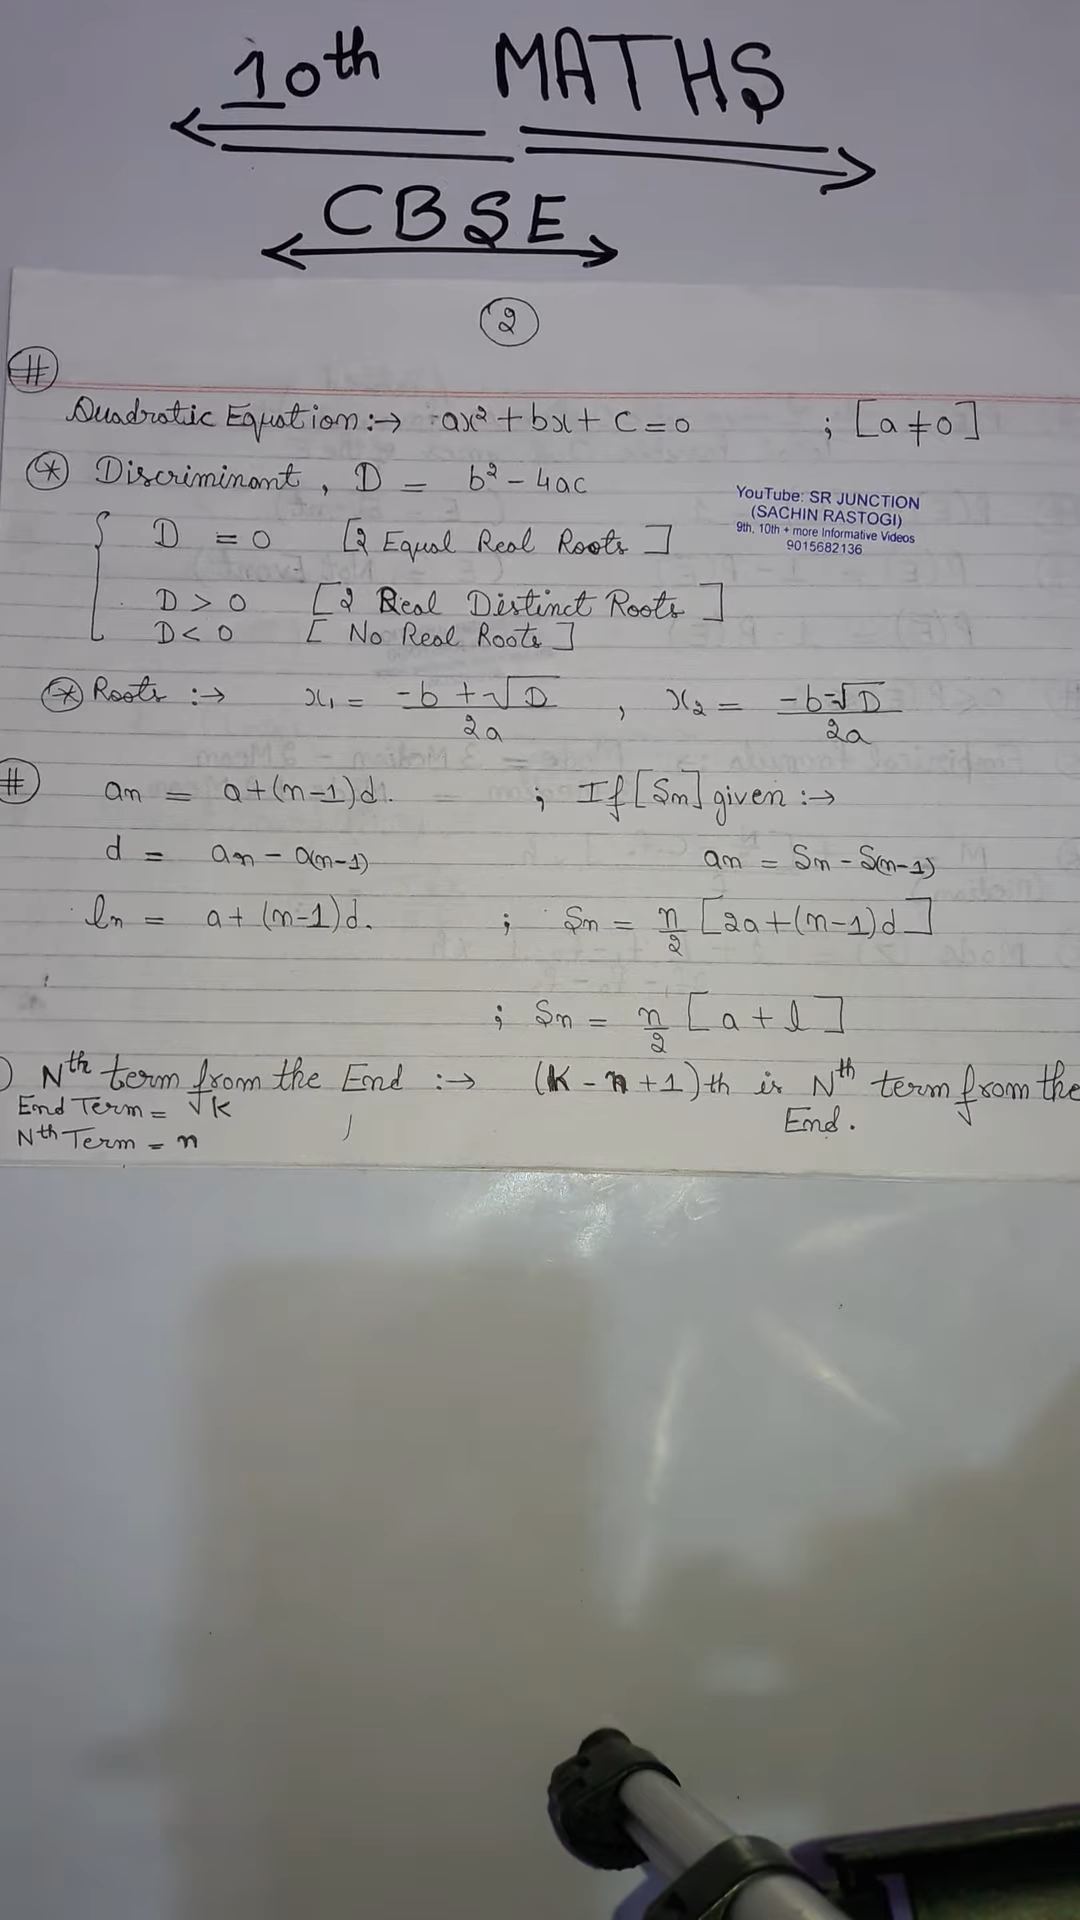 10th MATHS
CBSE
2
#
Quadratic Equation :→ ax² + bx + c = 0 ; [a ≠ 0]
* Discriminant, D = b² - 4ac
YouTube: SR JUNCTION
(SACHIN RASTOGI)
9th, 10th + more Informative Videos
9015682136
D = 0 [2 Equal Real Roots]
D > 0 [2 Real Distinct Roots]
D < 0 [No Real Roots]
* Roots :→ x₁ = -b + √D / 2a , x₂ = -b - √D / 2a
# an = a + (n-1)d. ; If [Sn] given :→
d = an - a(n-1) an = Sn - S(n-1)
ln = a + (n-1)d. ; Sn = n/2 [2a + (n-1)d]
; Sn = n/2 [a + l]
) Nth term from the End :→ (K - n + 1)th is Nth term from the
End Term = K End.
Nth Term = n